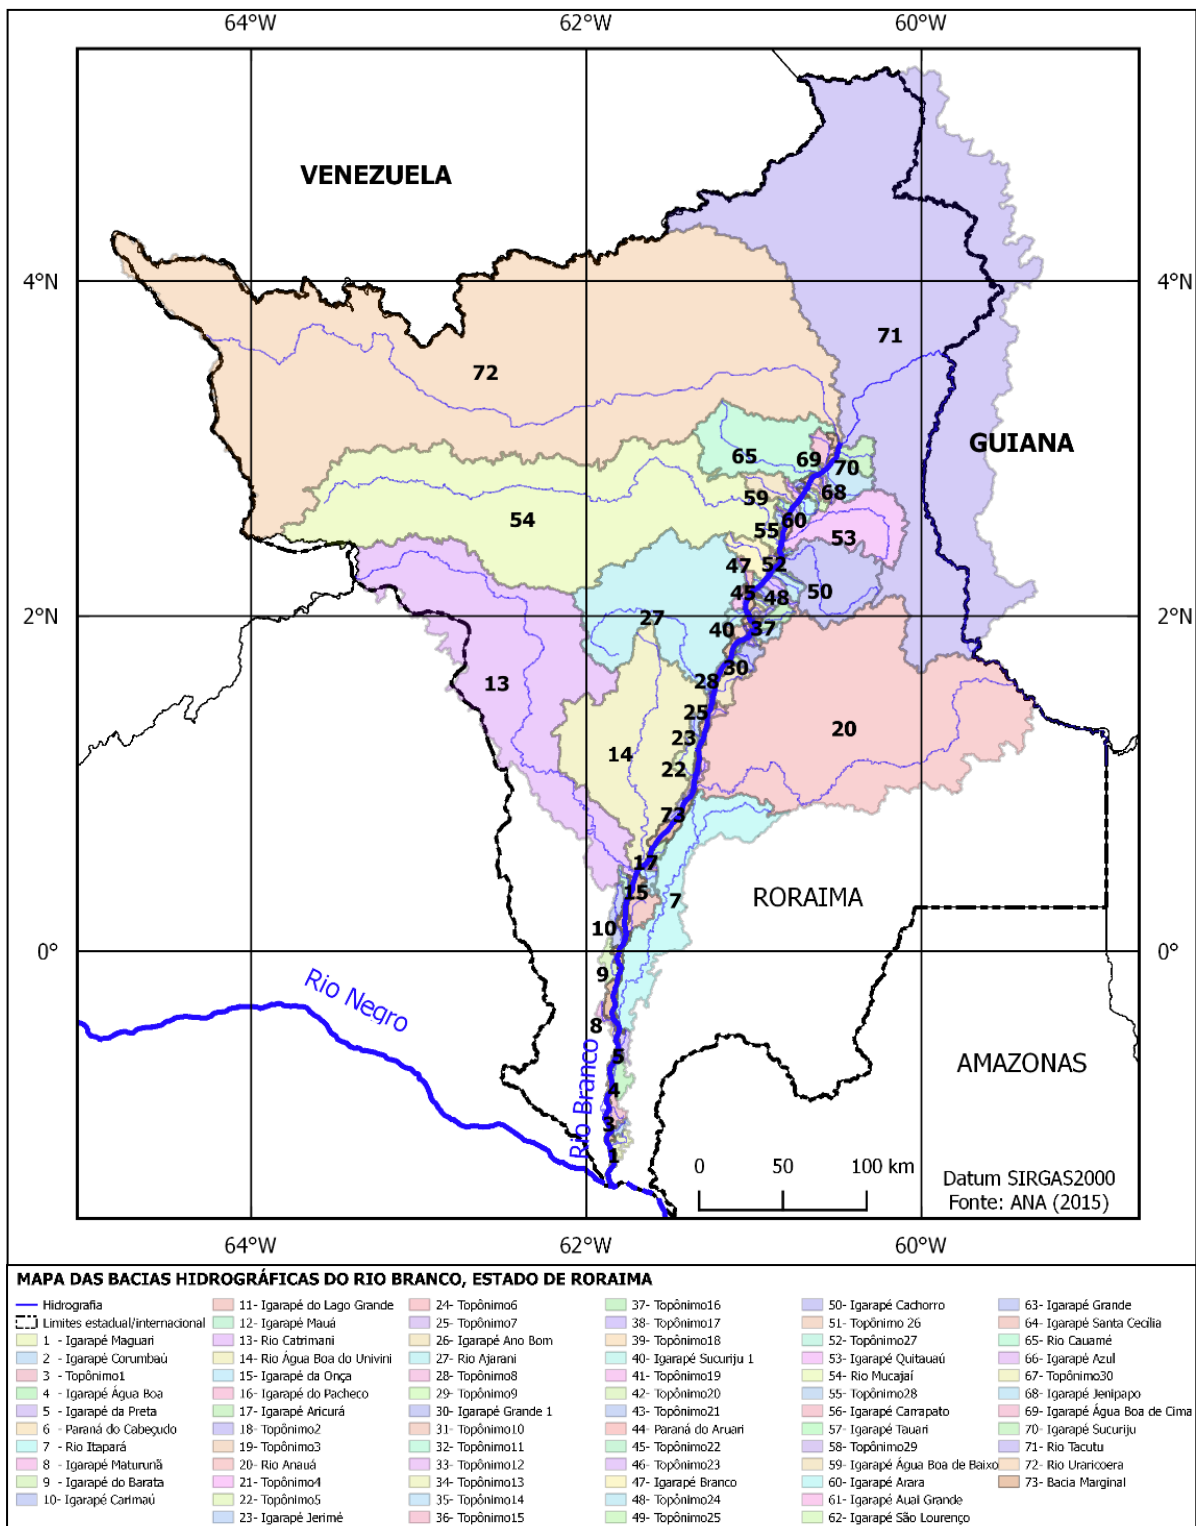 64°W 62°W 60°W
VENEZUELA
4°N 4°N
71
72
GUIANA
65 69 70
59 68
54 60
55 53
47 52
45 48 50
2°N 2°N
27 40 37
30
13 28
25
23 20
14
22
73
17
15 7 RORAIMA
10
0° 0°
9
Rio Negro
8
Rio Branco
5 AMAZONAS
4
3
1
0 50 100 km
Datum SIRGAS2000
Fonte: ANA (2015)
64°W 62°W 60°W
MAPA DAS BACIAS HIDROGRÁFICAS DO RIO BRANCO, ESTADO DE RORAIMA
Hidrografia
Limites estadual/internacional
1 - Igarapé Maguari
2 - Igarapé Corumbaú
3 - Topônimo1
4 - Igarapé Água Boa
5 - Igarapé da Preta
6 - Paraná do Cabeçudo
7 - Rio Itapará
8 - Igarapé Maturunã
9 - Igarapé do Barata
10- Igarapé Carimaú
11- Igarapé do Lago Grande
12- Igarapé Mauá
13- Rio Catrimani
14- Rio Água Boa do Univini
15- Igarapé da Onça
16- Igarapé do Pacheco
17- Igarapé Aricurá
18- Topônimo2
19- Topônimo3
20- Rio Anauá
21- Topônimo4
22- Topônimo5
23- Igarapé Jerimé
24- Topônimo6
25- Topônimo7
26- Igarapé Ano Bom
27- Rio Ajarani
28- Topônimo8
29- Topônimo9
30- Igarapé Grande 1
31- Topônimo10
32- Topônimo11
33- Topônimo12
34- Topônimo13
35- Topônimo14
36- Topônimo15
37- Topônimo16
38- Topônimo17
39- Topônimo18
40- Igarapé Sucuriju 1
41- Topônimo19
42- Topônimo20
43- Topônimo21
44- Paraná do Aruari
45- Topônimo22
46- Topônimo23
47- Igarapé Branco
48- Topônimo24
49- Topônimo25
50- Igarapé Cachorro
51- Topônimo 26
52- Topônimo27
53- Igarapé Quitauaú
54- Rio Mucajaí
55- Topônimo28
56- Igarapé Carrapato
57- Igarapé Tauari
58- Topônimo29
59- Igarapé Água Boa de Baixo
60- Igarapé Arara
61- Igarapé Auai Grande
62- Igarapé São Lourenço
63- Igarapé Grande
64- Igarapé Santa Cecília
65- Rio Cauamé
66- Igarapé Azul
67- Topônimo30
68- Igarapé Jenipapo
69- Igarapé Água Boa de Cima
70- Igarapé Sucuriju
71- Rio Tacutu
72- Rio Uraricoera
73- Bacia Marginal